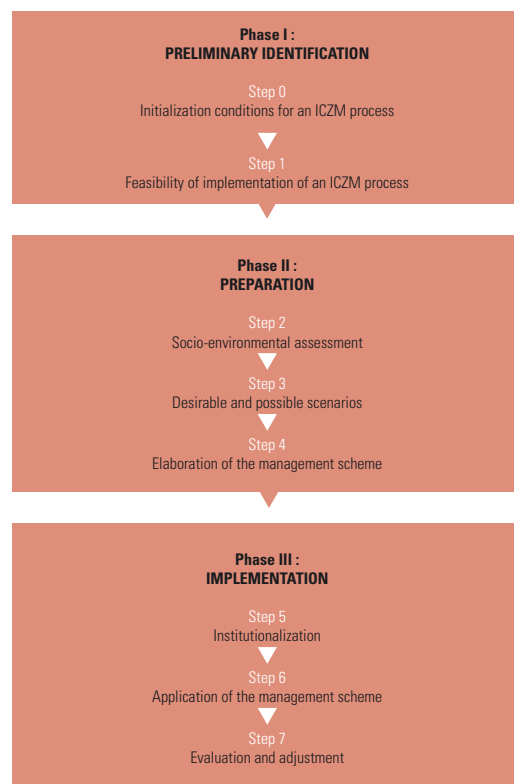 Phase I :
PRELIMINARY IDENTIFICATION
Step 0
Initialization conditions for an ICZM process
Step 1
Feasibility of implementation of an ICZM process
Phase II :
PREPARATION
Step 2
Socio-environmental assessment
Step 3
Desirable and possible scenarios
Step 4
Elaboration of the management scheme
Phase III :
IMPLEMENTATION
Step 5
Institutionalization
Step 6
Application of the management scheme
Step 7
Evaluation and adjustment